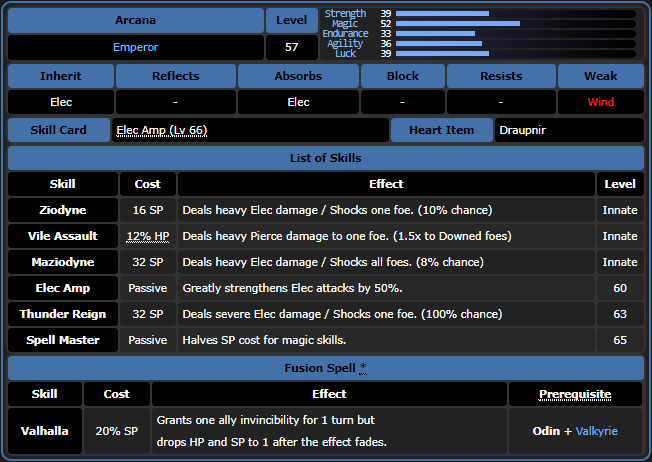 Arcana Level
Emperor 57
Strength 39
Magic 52
Endurance 33
Agility 36
Luck 39
Inherit Reflects Absorbs Block Resists Weak
Elec - Elec - - Wind
Skill Card Elec Amp (Lv 66) Heart Item Draupnir
List of Skills
Skill Cost Effect Level
Ziodyne 16 SP Deals heavy Elec damage / Shocks one foe. (10% chance) Innate
Vile Assault 12% HP Deals heavy Pierce damage to one foe. (1.5x to Downed foes) Innate
Maziodyne 32 SP Deals heavy Elec damage / Shocks all foes. (8% chance) Innate
Elec Amp Passive Greatly strengthens Elec attacks by 50%. 60
Thunder Reign 32 SP Deals severe Elec damage / Shocks one foe. (100% chance) 63
Spell Master Passive Halves SP cost for magic skills. 65
Fusion Spell *
Skill Cost Effect Prerequisite
Valhalla 20% SP Grants one ally invincibility for 1 turn but
drops HP and SP to 1 after the effect fades. Odin + Valkyrie